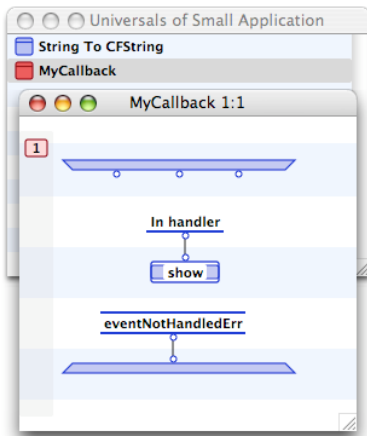 Universals of Small Application
String To CFString
MyCallback
MyCallback 1:1
1
In handler
show
eventNotHandledErr